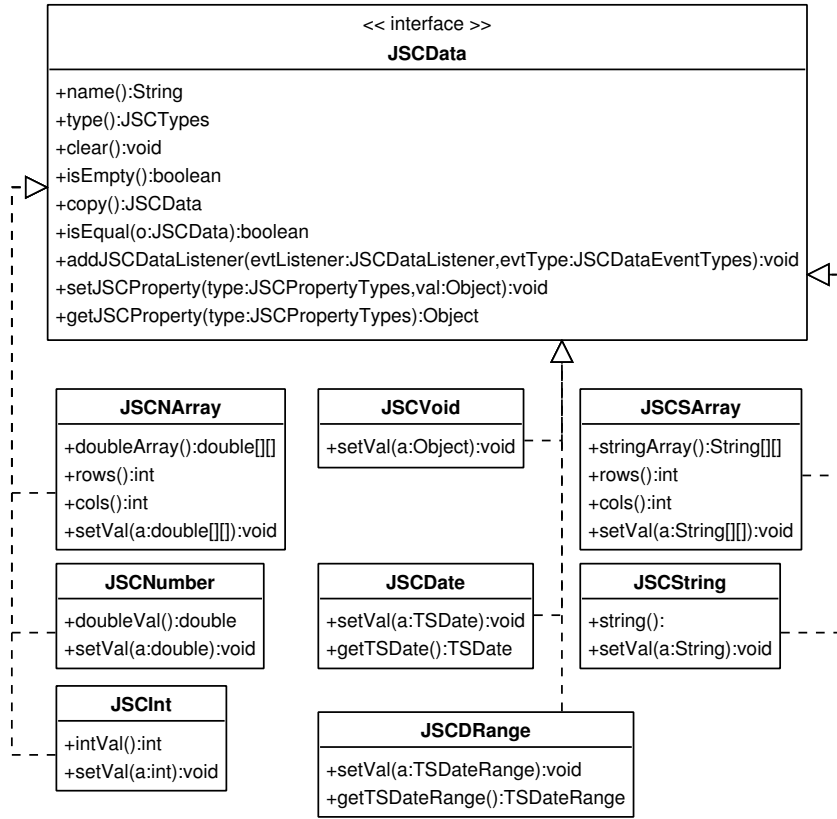 << interface >>
JSCData
+name():String
+type():JSCTypes
+clear():void
+isEmpty():boolean
+copy():JSCData
+isEqual(o:JSCData):boolean
+addJSCDataListener(evtListener:JSCDataListener,evtType:JSCDataEventTypes):void
+setJSCProperty(type:JSCPropertyTypes,val:Object):void
+getJSCProperty(type:JSCPropertyTypes):Object
JSCNArray
+doubleArray():double[][]
+rows():int
+cols():int
+setVal(a:double[][]):void
JSCVoid
+setVal(a:Object):void
JSCSArray
+stringArray():String[][]
+rows():int
+cols():int
+setVal(a:String[][]):void
JSCNumber
+doubleVal():double
+setVal(a:double):void
JSCDate
+setVal(a:TSDate):void
+getTSDate():TSDate
JSCString
+string():
+setVal(a:String):void
JSCInt
+intVal():int
+setVal(a:int):void
JSCDRange
+setVal(a:TSDateRange):void
+getTSDateRange():TSDateRange